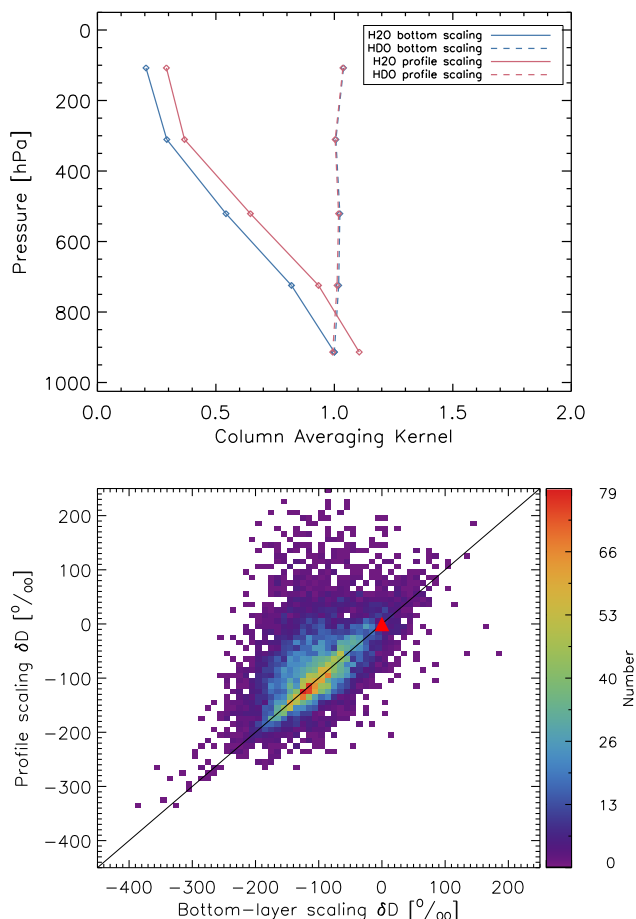 H2O bottom scaling
HDO bottom scaling
H2O profile scaling
HDO profile scaling
0
200
400
600
800
1000
Pressure [hPa]
0.0 0.5 1.0 1.5 2.0
Column Averaging Kernel
200
100
0
−100
−200
−300
−400
Profile scaling δD [o/oo]
−400 −300 −200 −100 0 100 200
Bottom−layer scaling δD [o/oo]
79
66
53
40
26
13
0
Number